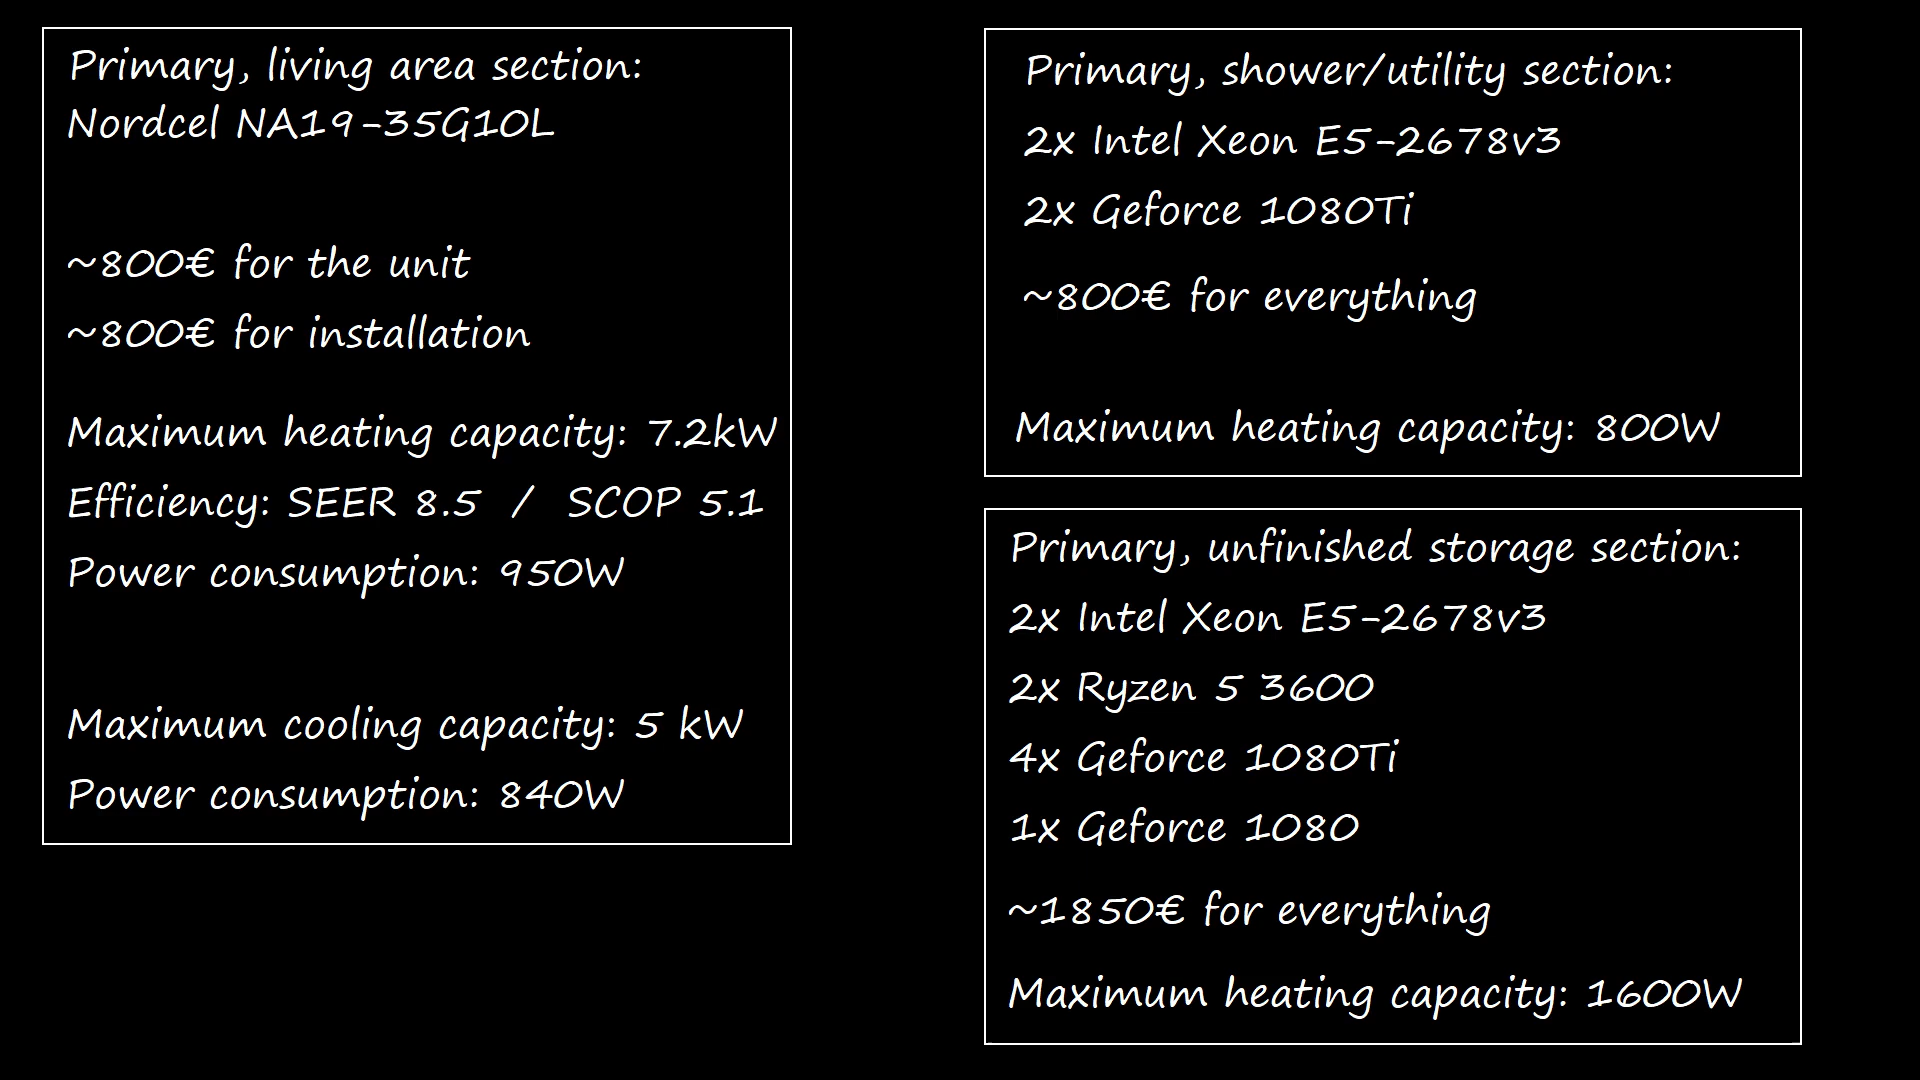 Primary, living area section:
Nordcel NA19-35G10L
~800€ for the unit
~800€ for installation
Maximum heating capacity: 7.2kW
Efficiency: SEER 8.5 / SCOP 5.1
Power consumption: 950W
Maximum cooling capacity: 5 kW
Power consumption: 840W
Primary, shower/utility section:
2x Intel Xeon E5-2678v3
2x Geforce 1080Ti
~800€ for everything
Maximum heating capacity: 800W
Primary, unfinished storage section:
2x Intel Xeon E5-2678v3
2x Ryzen 5 3600
4x Geforce 1080Ti
1x Geforce 1080
~1850€ for everything
Maximum heating capacity: 1600W